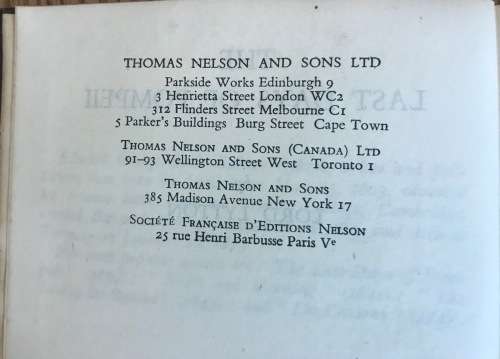 THOMAS NELSON AND SONS LTD
Parkside Works Edinburgh 9
3 Henrietta Street London WC2
312 Flinders Street Melbourne C1
5 Parker's Buildings Burg Street Cape Town
THOMAS NELSON AND SONS (CANADA) LTD
91-93 Wellington Street West Toronto 1
THOMAS NELSON AND SONS
385 Madison Avenue New York 17
SOCIÉTÉ FRANÇAISE D'EDITIONS NELSON
25 rue Henri Barbusse Paris Ve